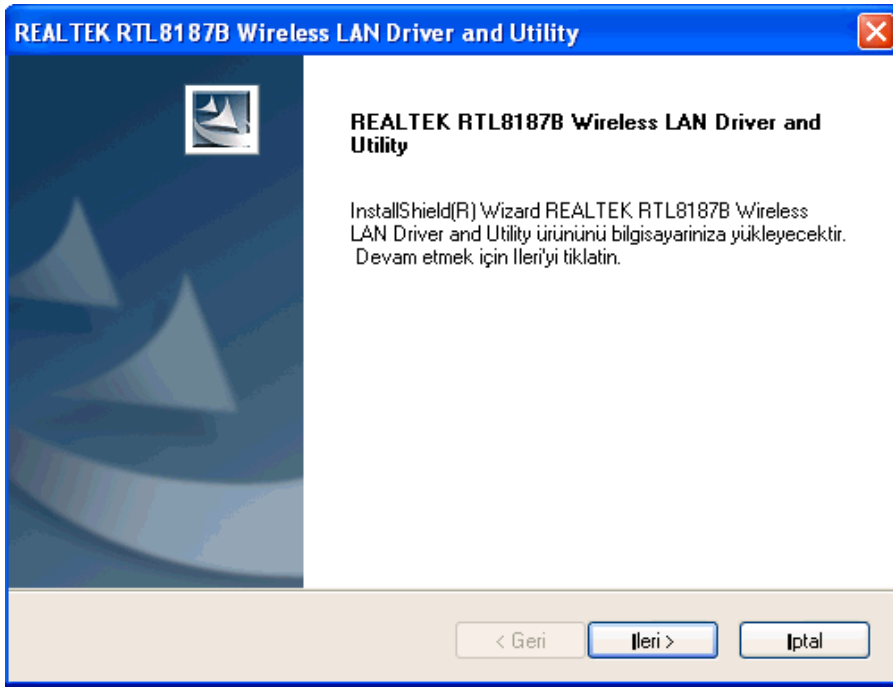 REALTEK RTL8187B Wireless LAN Driver and Utility
REALTEK RTL8187B Wireless LAN Driver and
Utility
InstallShield(R) Wizard REALTEK RTL8187B Wireless
LAN Driver and Utility ürününü bilgisayariniza yükleyecektir.
Devam etmek için Ileri'yi tiklatin.
< Geri
Ileri >
Iptal